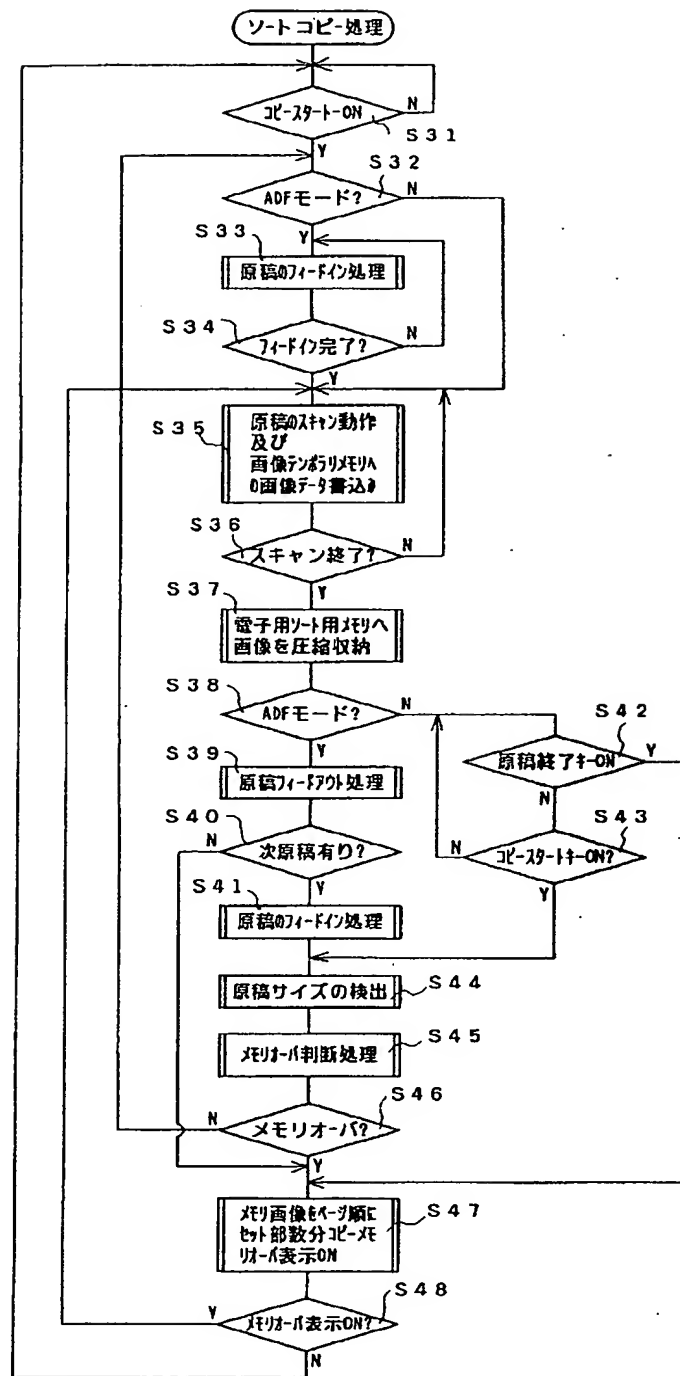 ソートコピー処理
コピースタートーON
N
S31
Y
S32
ADFモード?
N
S33
Y
原稿のフィードイン処理
S34
フィードイン完了?
N
Y
S35
原稿のスキャン動作
及び
画像テンポラリメモリへ
の画像データ書込み
S36
スキャン終了?
N
Y
S37
電子用ソート用メモリへ
画像を圧縮収納
S38
ADFモード?
N
S42
Y
原稿終了キーON
Y
S39
原稿フィードアウト処理
N
S43
S40
N
次原稿有り?
N
コピースタートキーON?
Y
S41
Y
原稿のフィードイン処理
原稿サイズの検出
S44
メモリオーバ判断処理
S45
S46
N
メモリオーバ?
Y
メモリ画像をページ順に
セット部数分コピーメモ
リオーバ表示ON
S47
S48
Y
メモリオーバ表示ON?
N